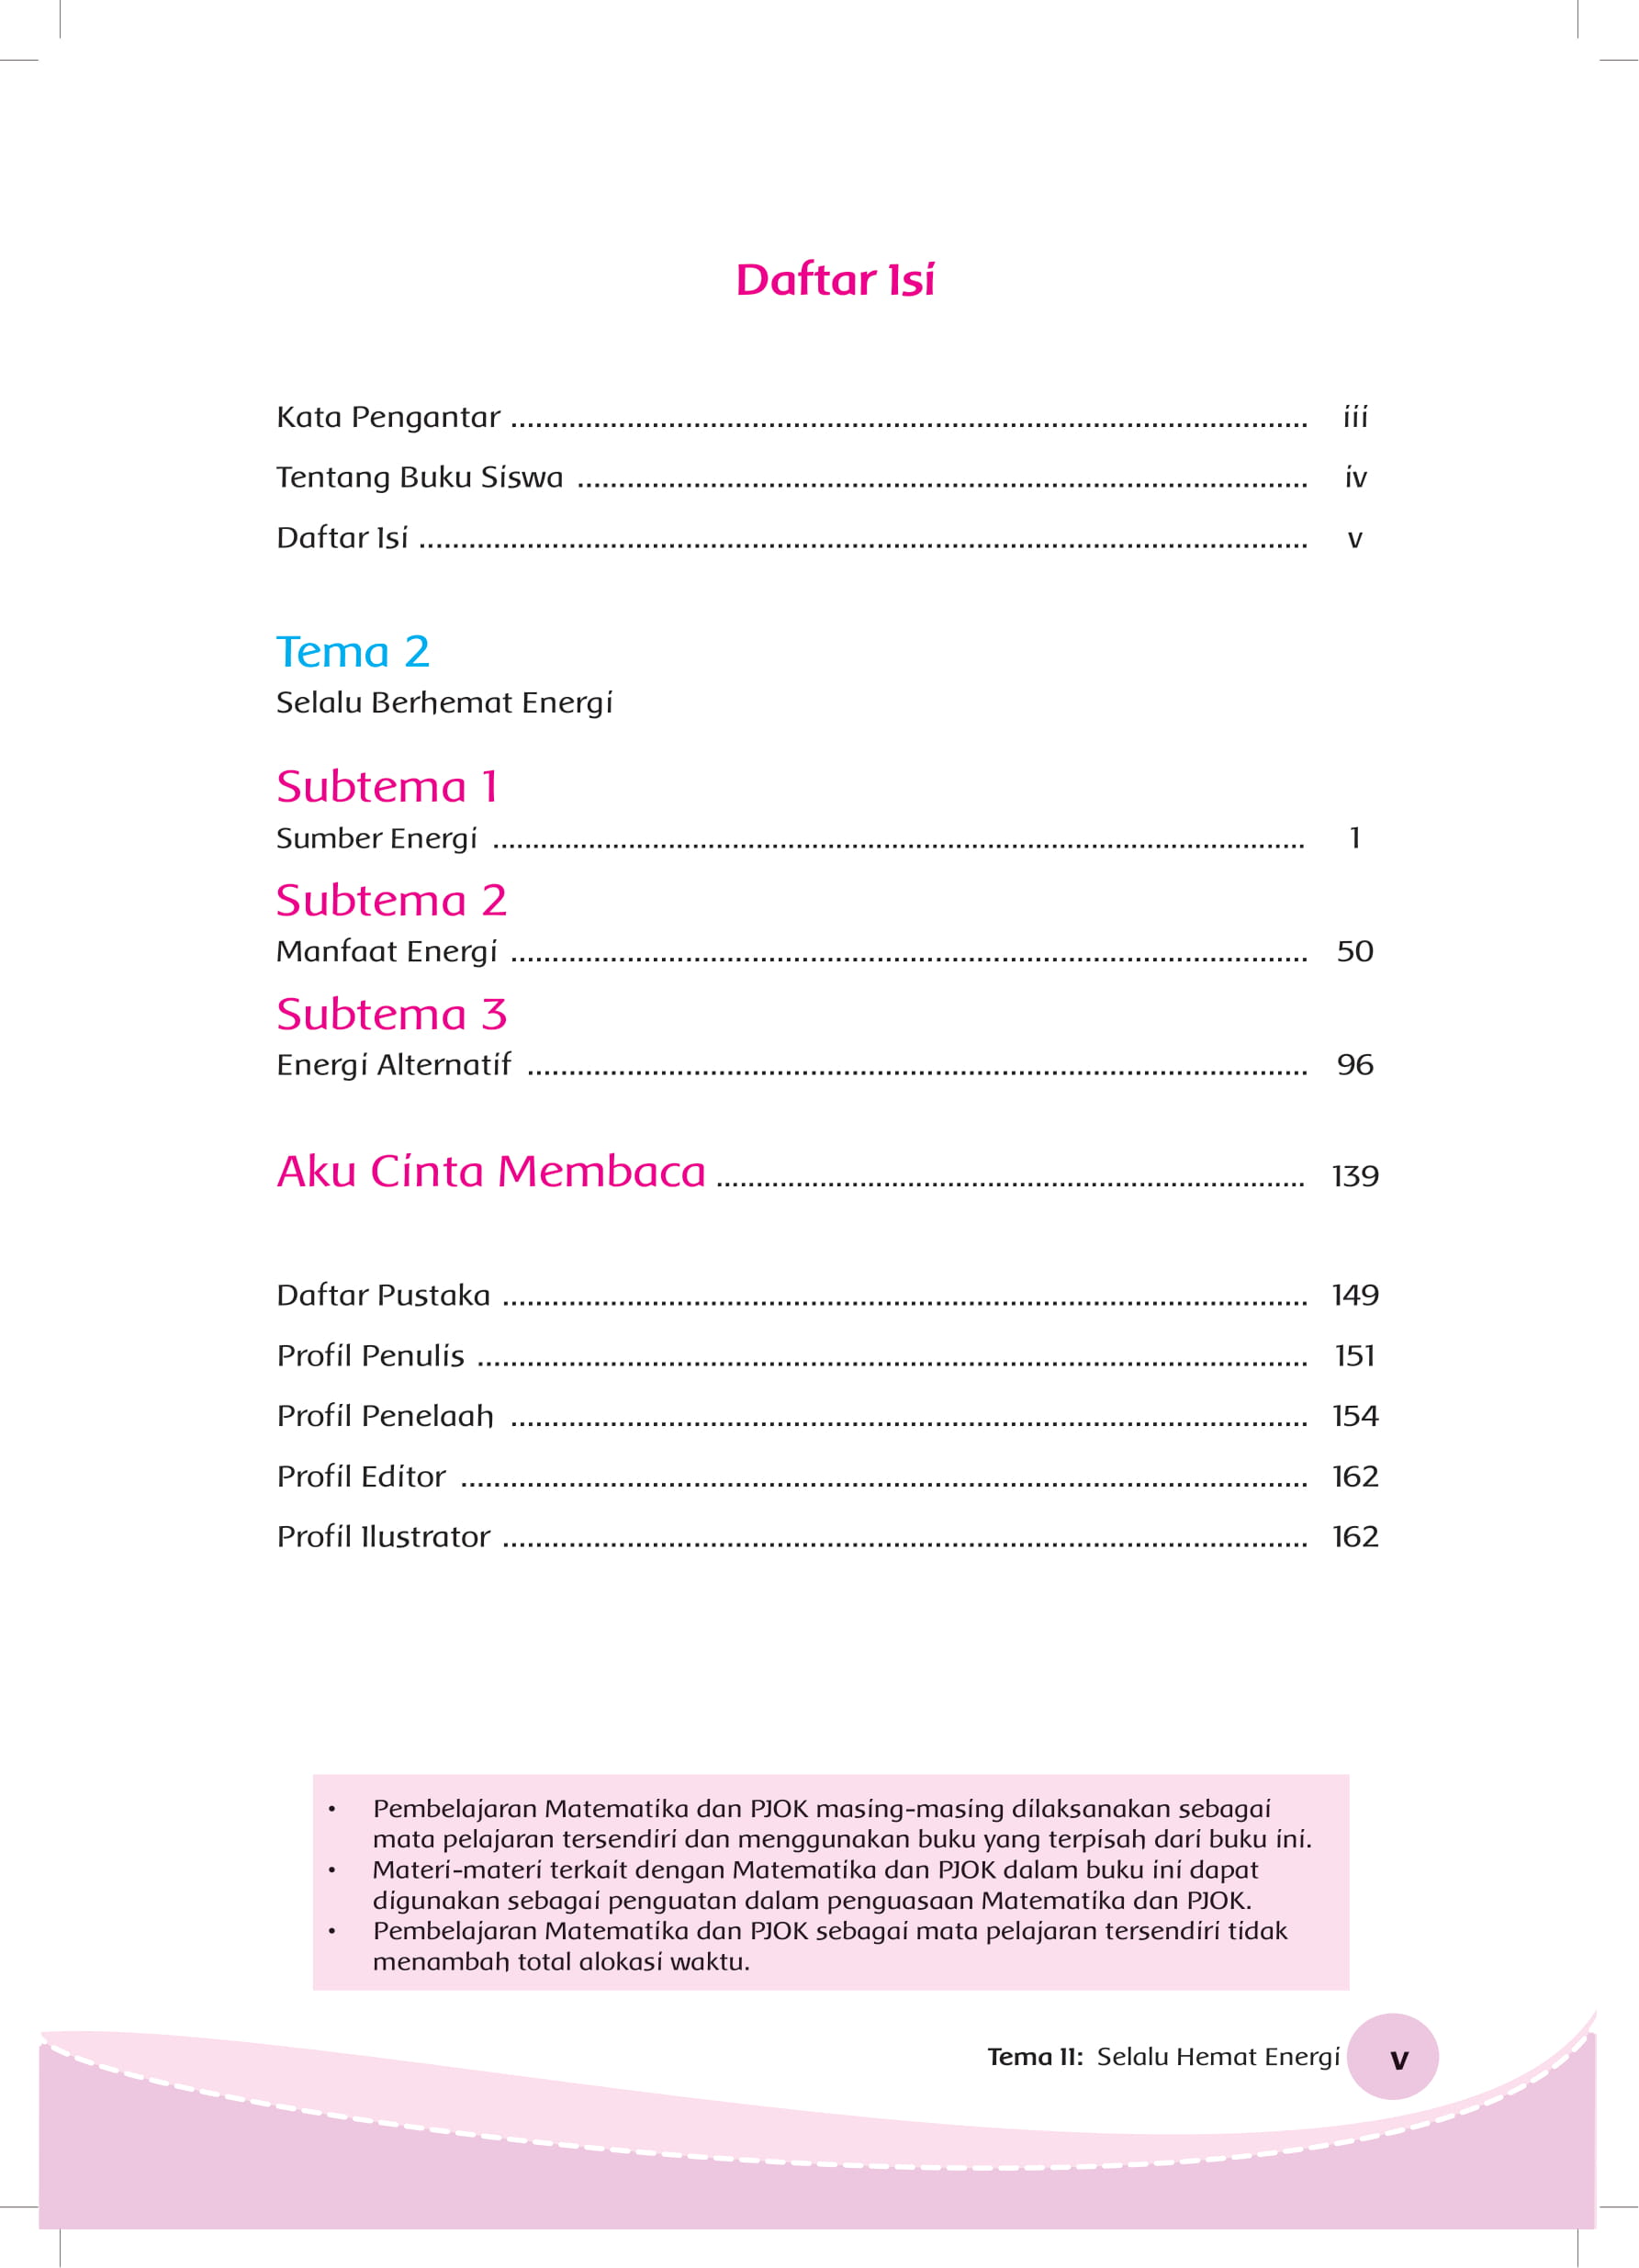 Daftar Isi
Kata Pengantar ................................................................................................ iii
Tentang Buku Siswa ........................................................................................ iv
Daftar Isi ........................................................................................................... v
Tema 2
Selalu Berhemat Energi
Subtema 1
Sumber Energi .................................................................................................. 1
Subtema 2
Manfaat Energi ................................................................................................ 50
Subtema 3
Energi Alternatif .............................................................................................. 96
Aku Cinta Membaca ........................................................................ 139
Daftar Pustaka ................................................................................................. 149
Profil Penulis .................................................................................................... 151
Profil Penelaah ................................................................................................ 154
Profil Editor ...................................................................................................... 162
Profil Ilustrator ................................................................................................. 162
• Pembelajaran Matematika dan PJOK masing-masing dilaksanakan sebagai
mata pelajaran tersendiri dan menggunakan buku yang terpisah dari buku ini.
• Materi-materi terkait dengan Matematika dan PJOK dalam buku ini dapat
digunakan sebagai penguatan dalam penguasaan Matematika dan PJOK.
• Pembelajaran Matematika dan PJOK sebagai mata pelajaran tersendiri tidak
menambah total alokasi waktu.
Tema 11: Selalu Hemat Energi v